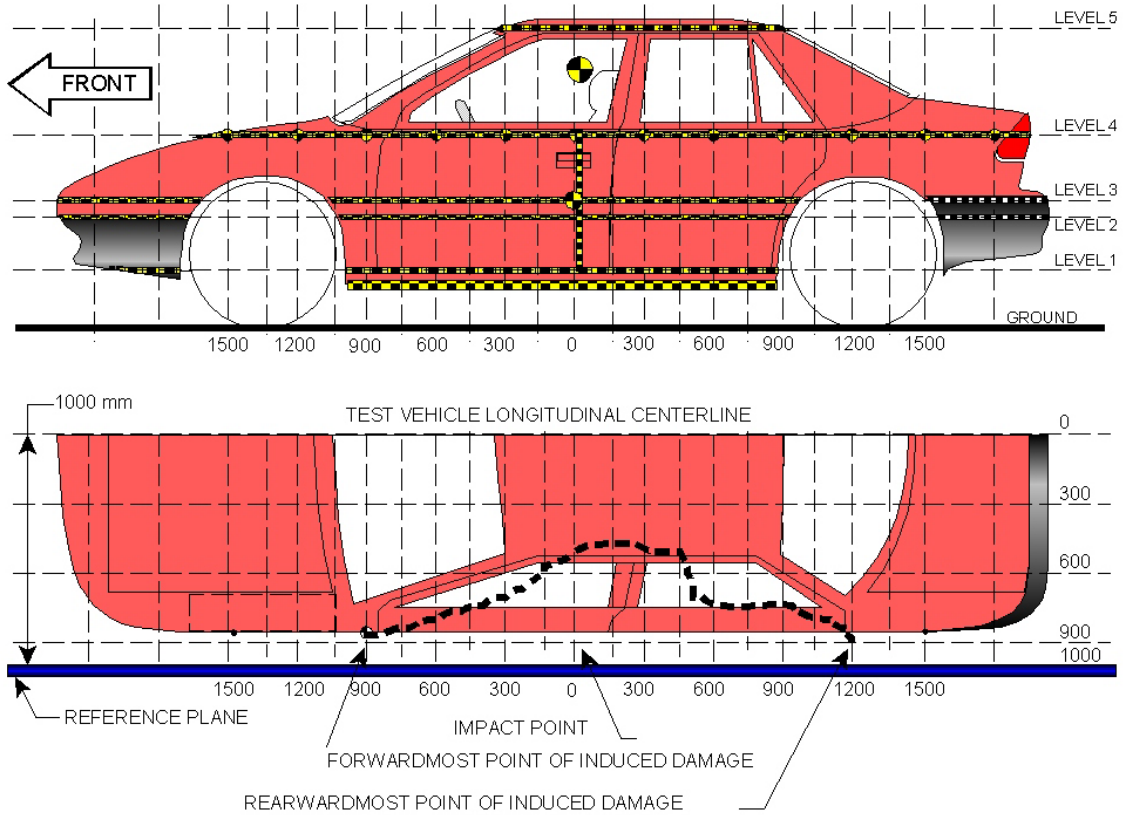 LEVEL 5
FRONT
LEVEL 4
LEVEL 3
LEVEL 2
LEVEL 1
GROUND
1500 1200 900 600 300 0 300 600 900 1200 1500
1000 mm
TEST VEHICLE LONGITUDINAL CENTERLINE
0
300
600
900
1000
1500 1200 900 600 300 0 300 600 900 1200 1500
REFERENCE PLANE
IMPACT POINT
FORWARDMOST POINT OF INDUCED DAMAGE
REARWARDMOST POINT OF INDUCED DAMAGE